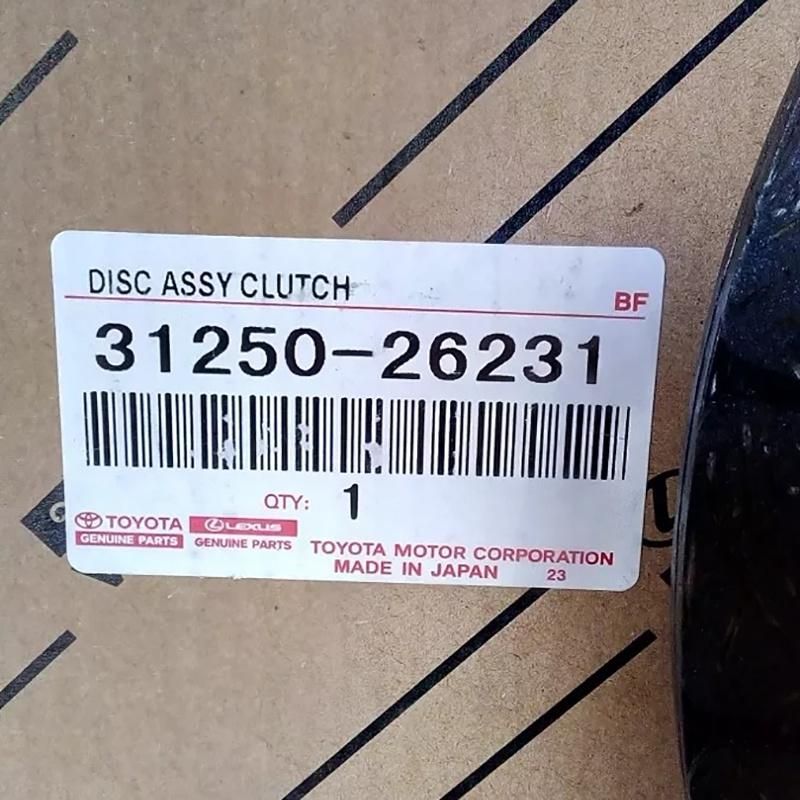 DISC ASSY CLUTCH
BF
31250-26231
QTY: 1
TOYOTA
GENUINE PARTS
LEXUS
GENUINE PARTS
TOYOTA MOTOR CORPORATION
MADE IN JAPAN 23